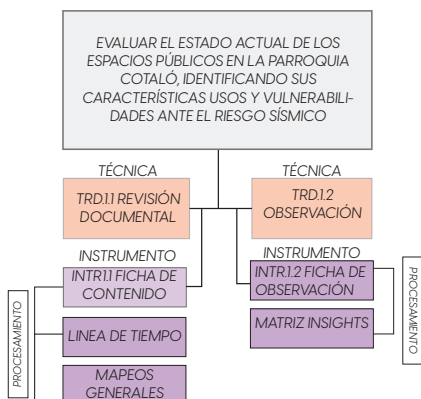 EVALUAR EL ESTADO ACTUAL DE LOS
ESPACIOS PÚBLICOS EN LA PARROQUIA
COTALÓ, IDENTIFICANDO SUS
CARACTERÍSTICAS USOS Y VULNERABILI-
DADES ANTE EL RIESGO SÍSMICO
TÉCNICA
TRD.1.1 REVISIÓN
DOCUMENTAL
TÉCNICA
TRD.1.2
OBSERVACIÓN
INSTRUMENTO
INTR1.1 FICHA DE
CONTENIDO
LINEA DE TIEMPO
MAPEOS
GENERALES
PROCESAMIENTO
INSTRUMENTO
INTR.1.2 FICHA DE
OBSERVACIÓN
MATRIZ INSIGHTS
PROCESAMIENTO